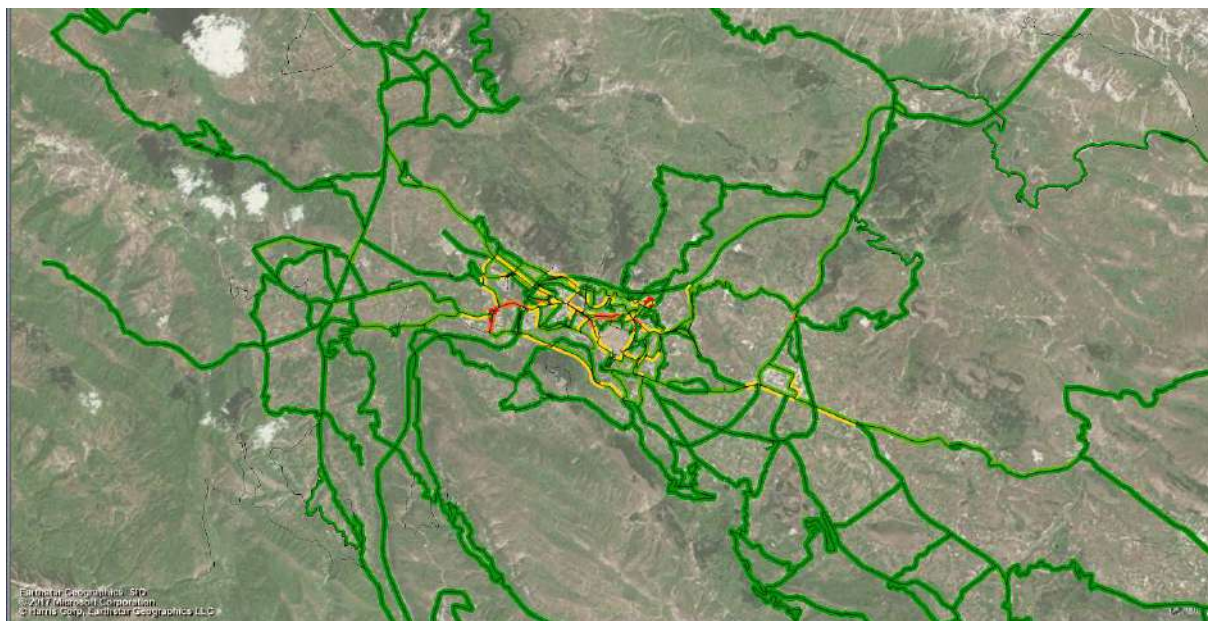 Earthstar Geographics SIO
© 2017 Microsoft Corporation
© Harris Corp, Earthstar Geographics LLC